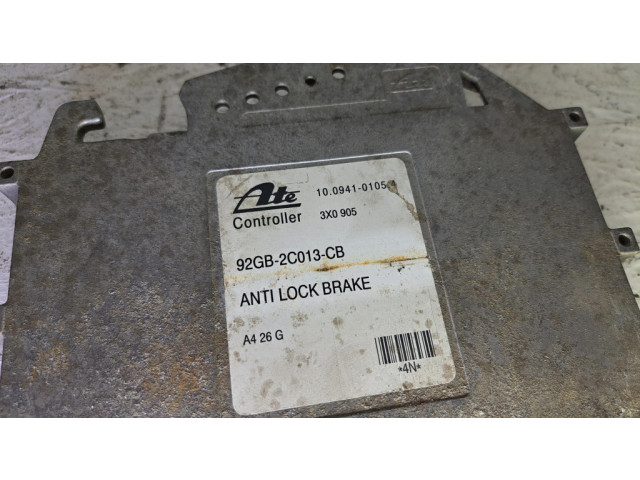 Ate
10.0941-0105
Controller
3X0 905
92GB-2C013-CB
ANTI LOCK BRAKE
A4 26 G
*4N*